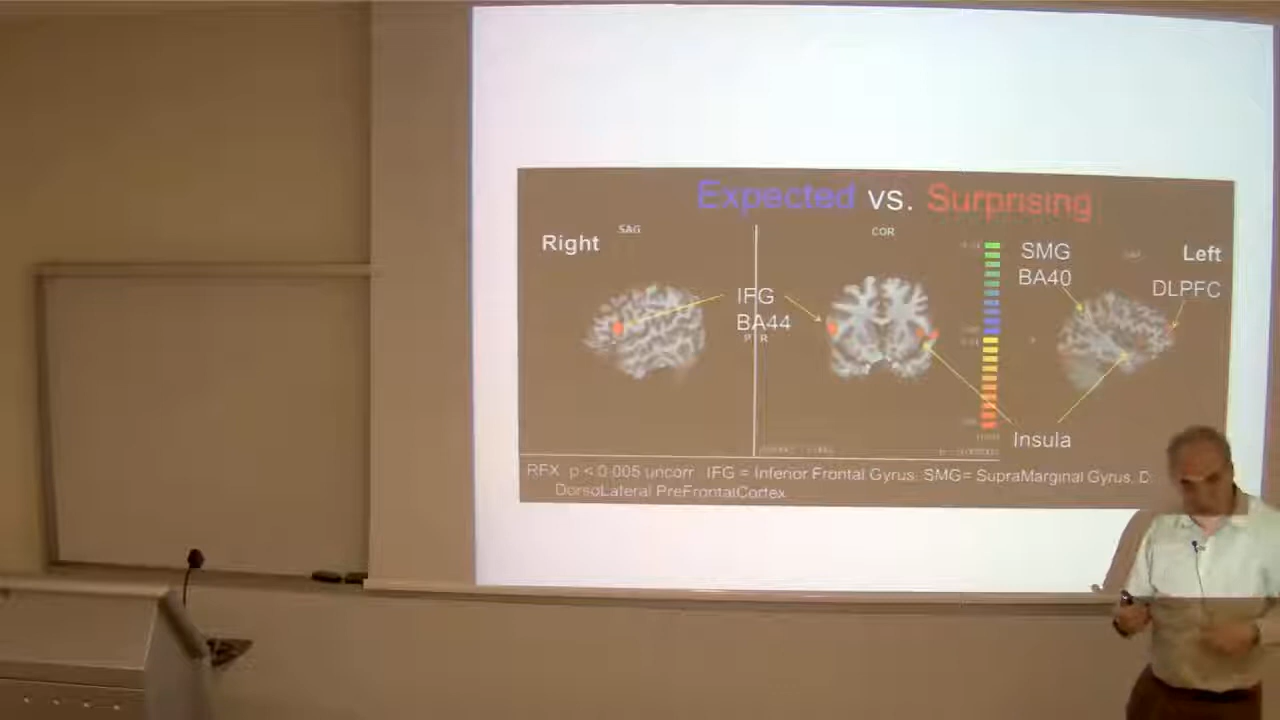 Expected vs. Surprising
Right
SAG
COR
SMG
BA40
Left
DLPFC
IFG
BA44
Insula
RFX p < 0.005 uncorr IFG = Inferior Frontal Gyrus, SMG= SupraMarginal Gyrus, D
DorsoLateral PreFrontalCortex